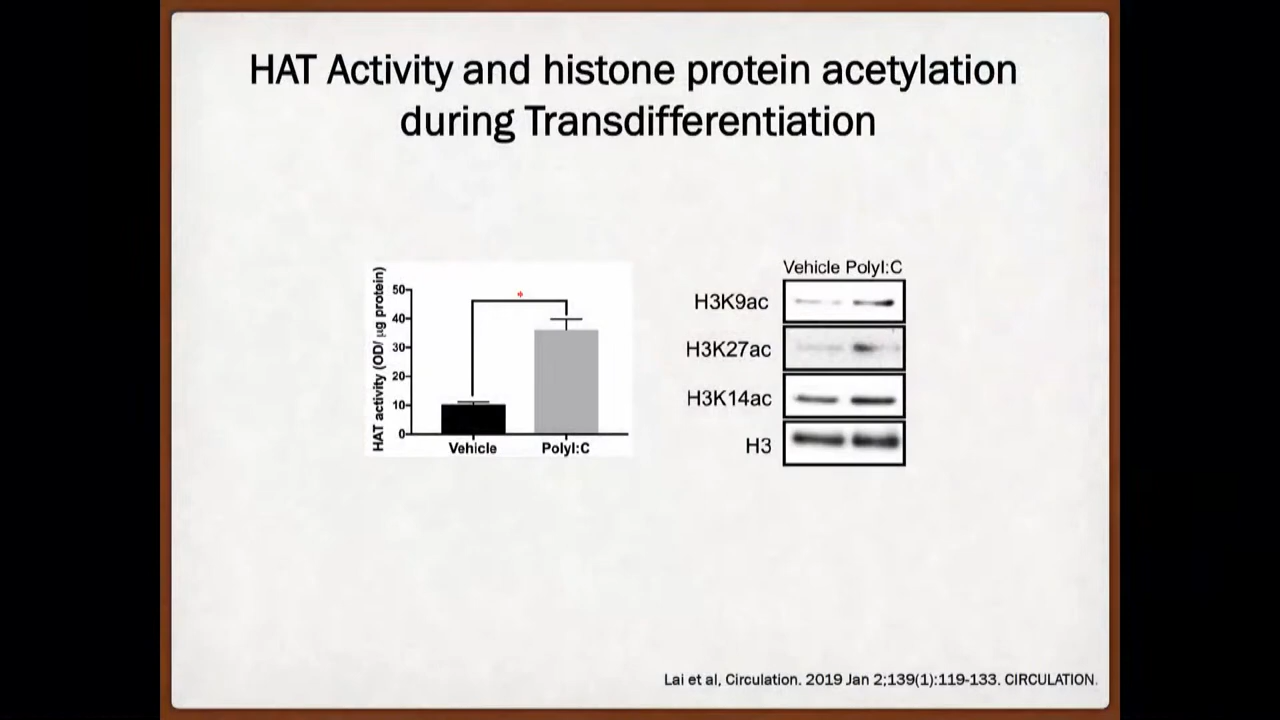 HAT Activity and histone protein acetylation
during Transdifferentiation
HAT activity (OD/ μg protein)
50
40
30
20
10
0
*
Vehicle
PolyI:C
Vehicle PolyI:C
H3K9ac
H3K27ac
H3K14ac
H3
Lai et al, Circulation. 2019 Jan 2;139(1):119-133. CIRCULATION.